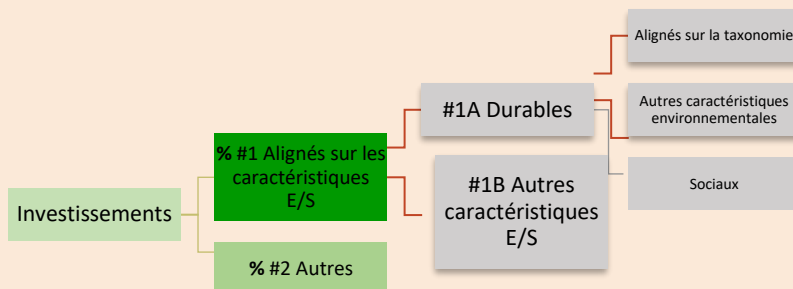 Investissements
% #1 Alignés sur les
caractéristiques
E/S
% #2 Autres
#1A Durables
#1B Autres
caractéristiques
E/S
Alignés sur la taxonomie
Autres caractéristiques
environnementales
Sociaux